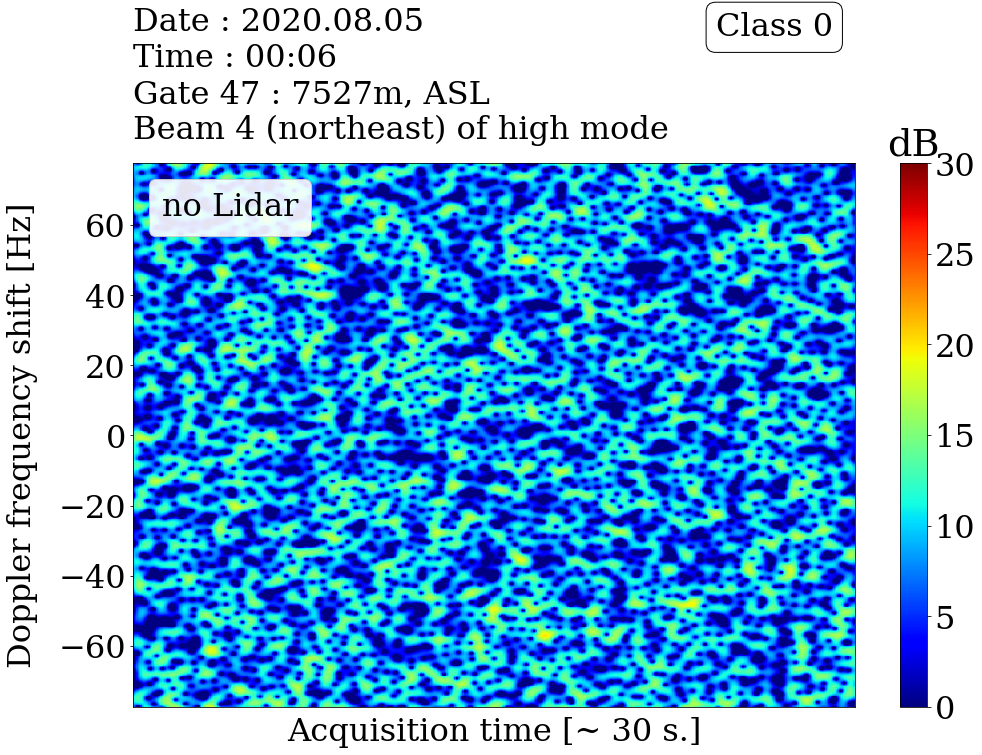 Date : 2020.08.05
Time : 00:06
Gate 47 : 7527m, ASL
Beam 4 (northeast) of high mode
Class 0
dB
no Lidar
Doppler frequency shift [Hz]
60
40
20
0
−20
−40
−60
Acquisition time [~ 30 s.]
30
25
20
15
10
5
0